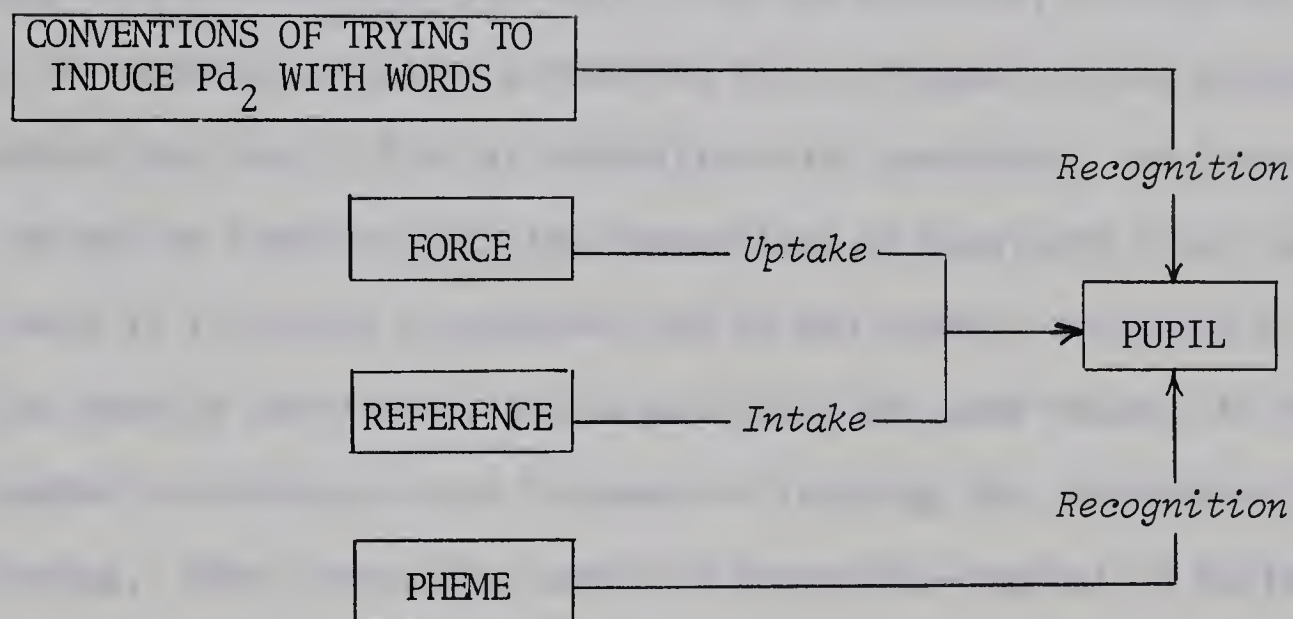 CONVENTIONS OF TRYING TO
INDUCE Pd₂ WITH WORDS
Recognition
FORCE
Uptake
PUPIL
REFERENCE
Intake
Recognition
PHEME